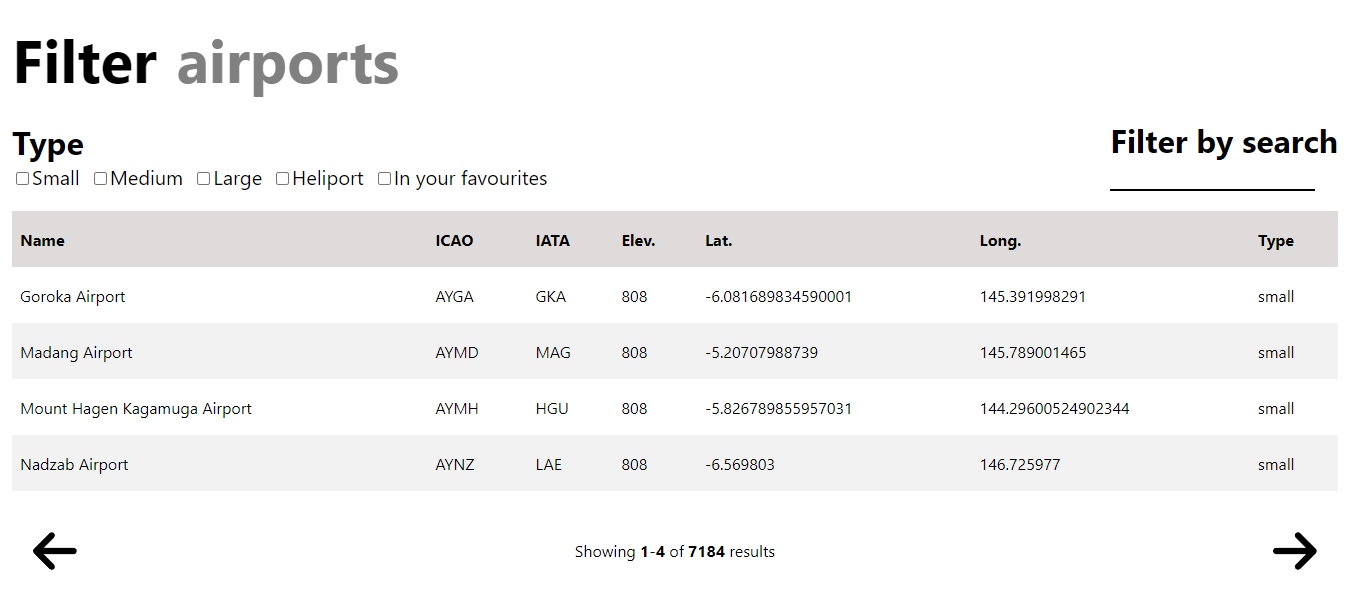 Filter airports
Type
Filter by search
Small Medium Large Heliport In your favourites
Name ICAO IATA Elev. Lat. Long. Type
Goroka Airport AYGA GKA 808 -6.081689834590001 145.391998291 small
Madang Airport AYMD MAG 808 -5.20707988739 145.789001465 small
Mount Hagen Kagamuga Airport AYMH HGU 808 -5.826789855957031 144.29600524902344 small
Nadzab Airport AYNZ LAE 808 -6.569803 146.725977 small
Showing 1-4 of 7184 results